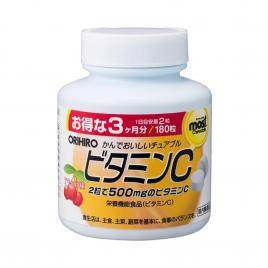 お得な3ヶ月分
1日目安量2粒
/180粒
most
ORIHIRO
かんでおいしいチュアブル
ビタミンC
2粒で500mgのビタミンC
栄養機能食品(ビタミンC)
食生活は、主食、主菜、副菜を基本に、食事のバランスを。